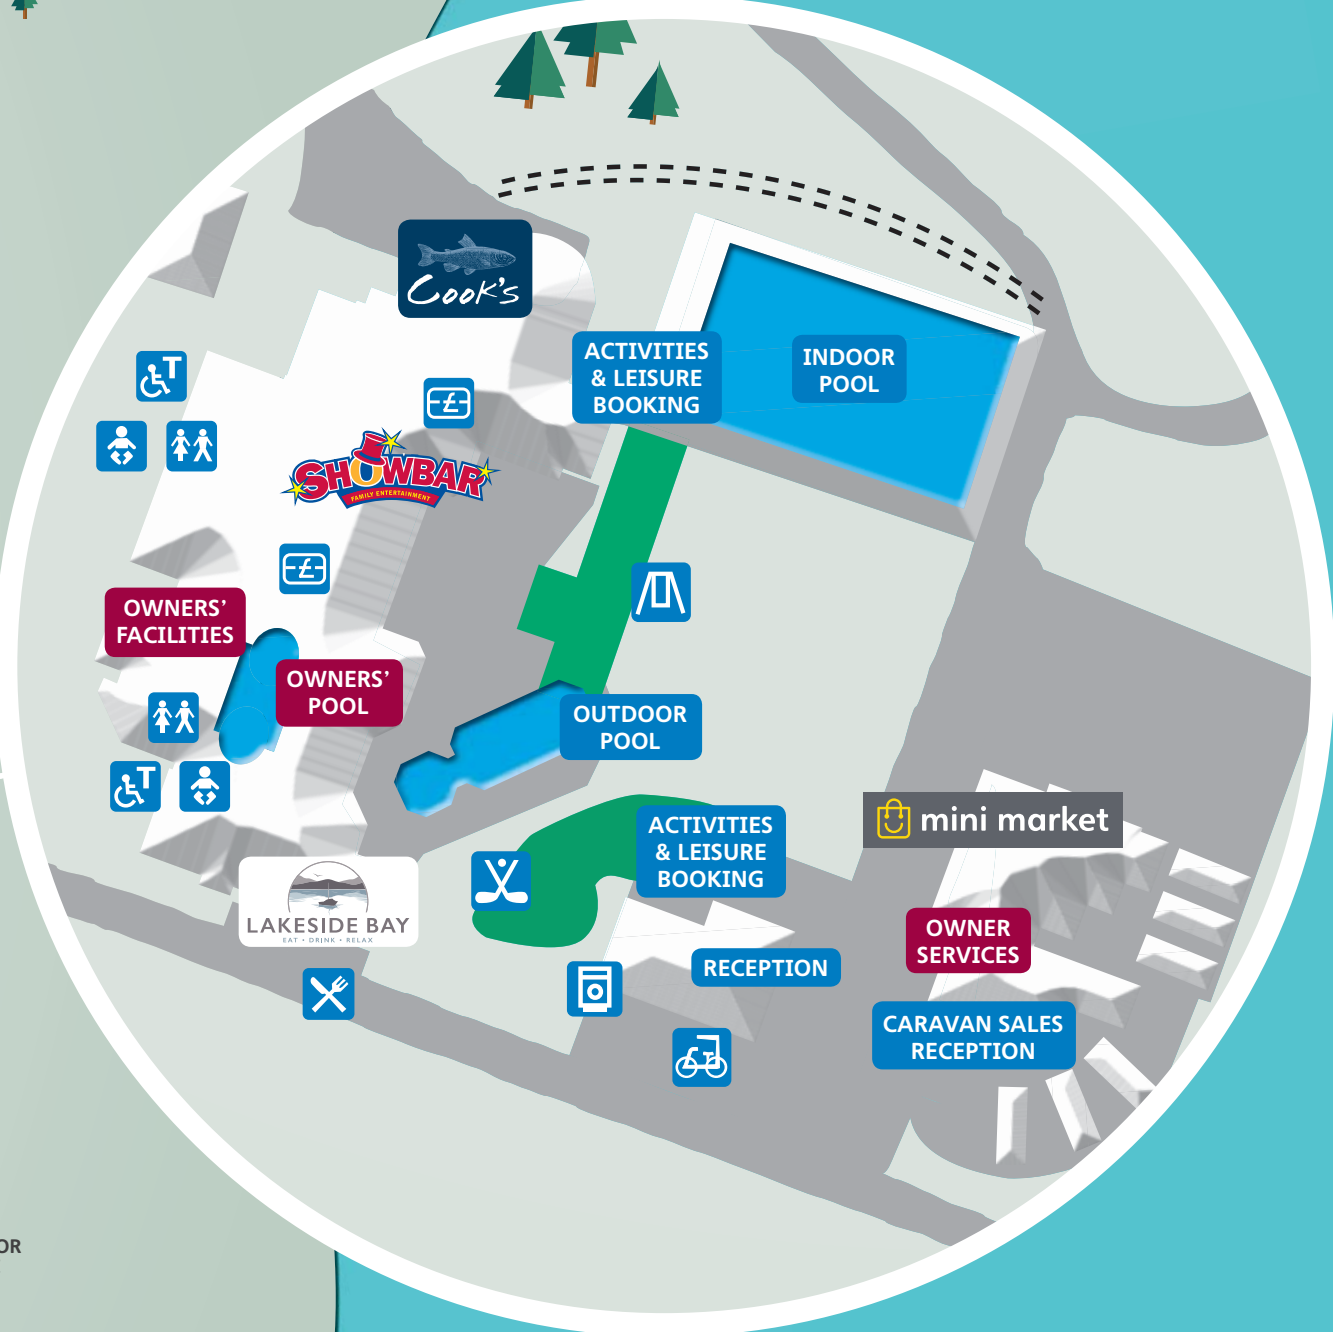 Cook's
ACTIVITIES
& LEISURE
BOOKING
INDOOR
POOL
£
T
SHOWBAR
FAMILY ENTERTAINMENT
£
OWNERS'
FACILITIES
OWNERS'
POOL
OUTDOOR
POOL
T
mini market
ACTIVITIES
& LEISURE
BOOKING
LAKESIDE BAY
EAT • DRINK • RELAX
OWNER
SERVICES
RECEPTION
CARAVAN SALES
RECEPTION
OR